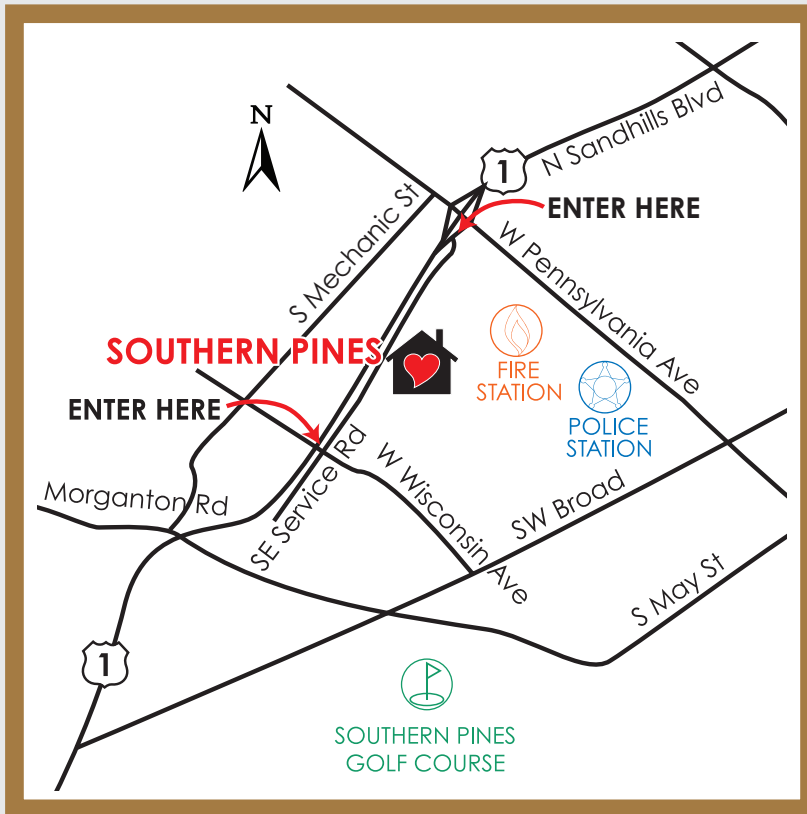 N
1
N Sandhills Blvd
ENTER HERE
S Mechanic St
W Pennsylvania Ave
SOUTHERN PINES
FIRE
STATION
ENTER HERE
POLICE
STATION
SE Service Rd
W Wisconsin Ave
Morganton Rd
SW Broad
S May St
1
SOUTHERN PINES
GOLF COURSE